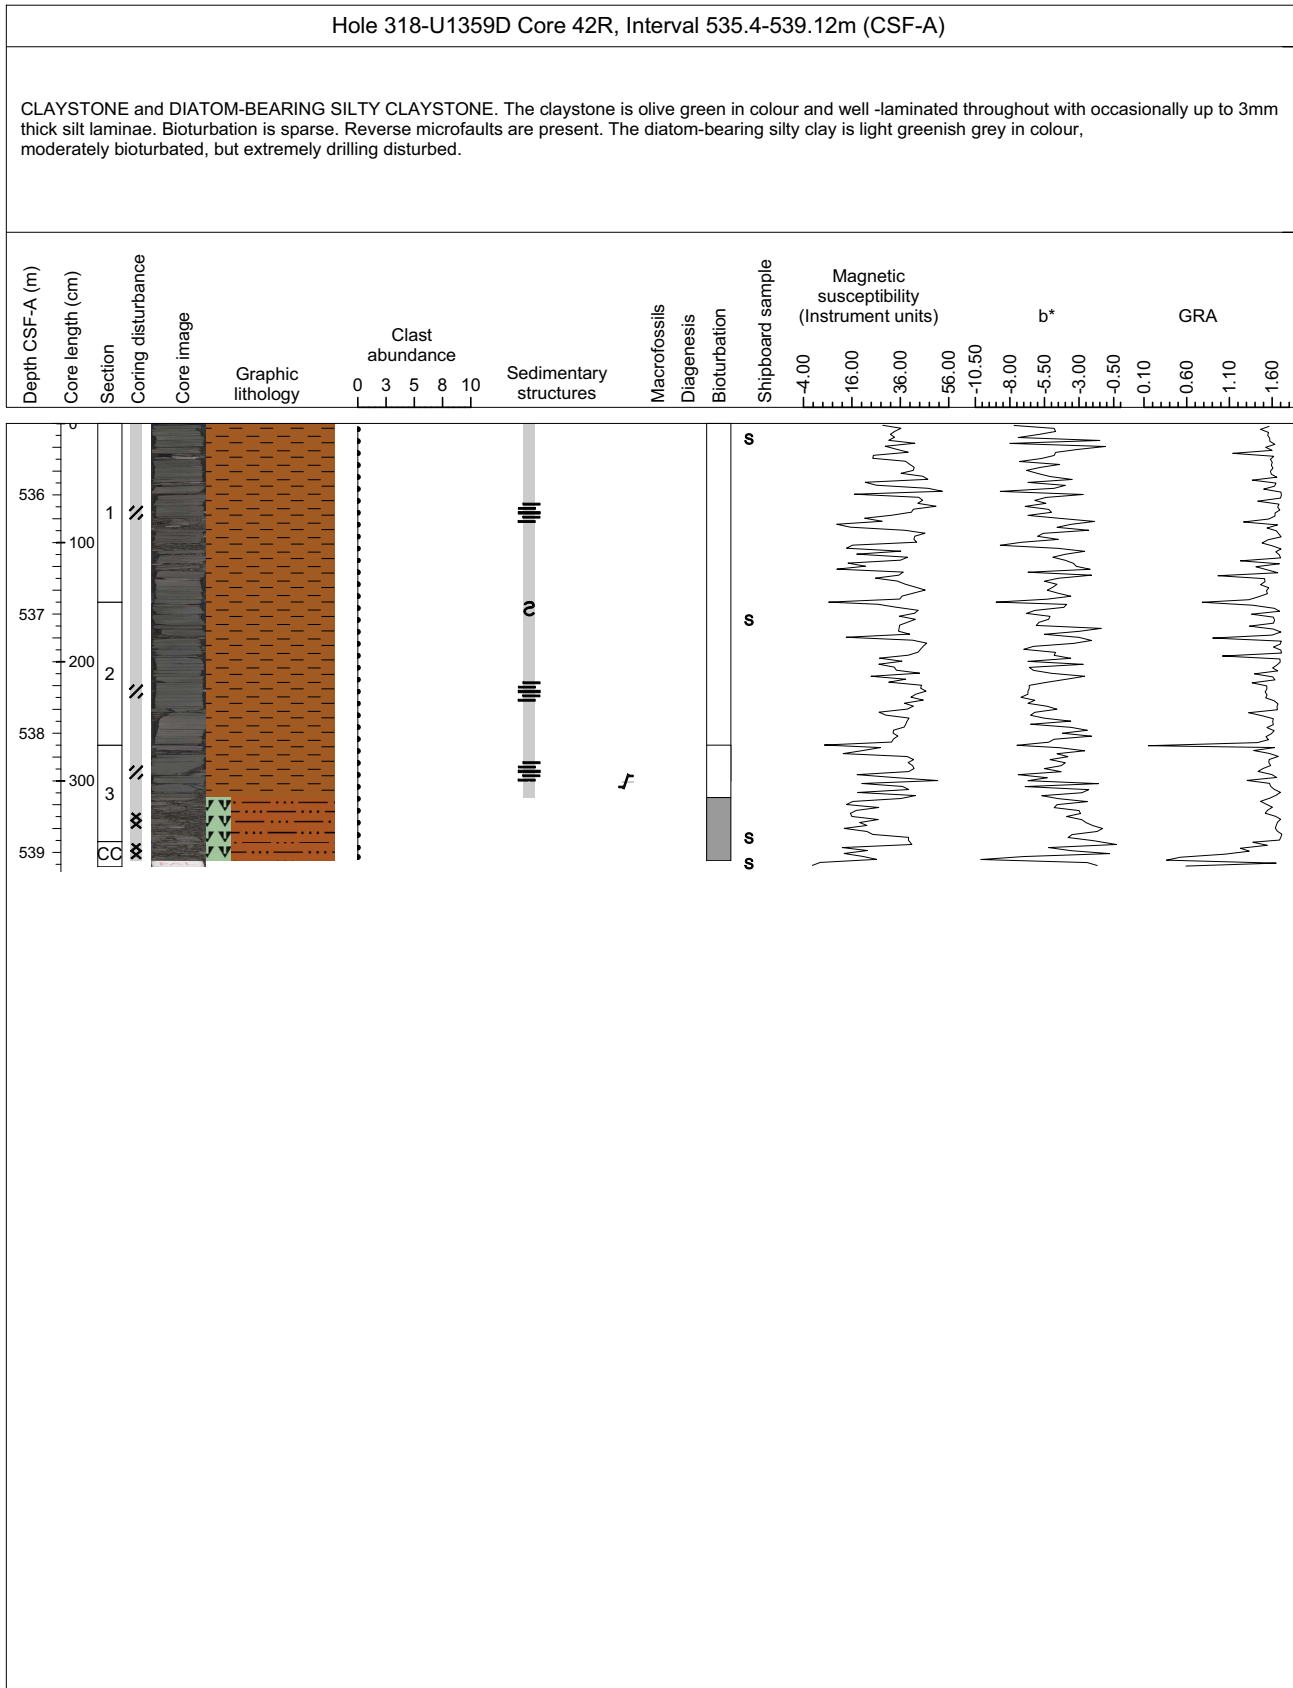 Hole 318-U1359D Core 42R, Interval 535.4-539.12m (CSF-A)
CLAYSTONE and DIATOM-BEARING SILTY CLAYSTONE. The claystone is olive green in colour and well -laminated throughout with occasionally up to 3mm
thick silt laminae. Bioturbation is sparse. Reverse microfaults are present. The diatom-bearing silty clay is light greenish grey in colour,
moderately bioturbated, but extremely drilling disturbed.
Depth CSF-A (m)
Core length (cm)
Section
Coring disturbance
Core image
Graphic
lithology
Clast
abundance
0 3 5 8 10
Sedimentary
structures
Macrofossils
Diagenesis
Bioturbation
Shipboard sample
Magnetic
susceptibility
(Instrument units)
-4.00
16.00
36.00
56.00
b*
-10.50
-8.00
-5.50
-3.00
-0.50
GRA
0.10
0.60
1.10
1.60
0
S
536
1
100
537
S
200
2
538
300
3
S
539
CC
S